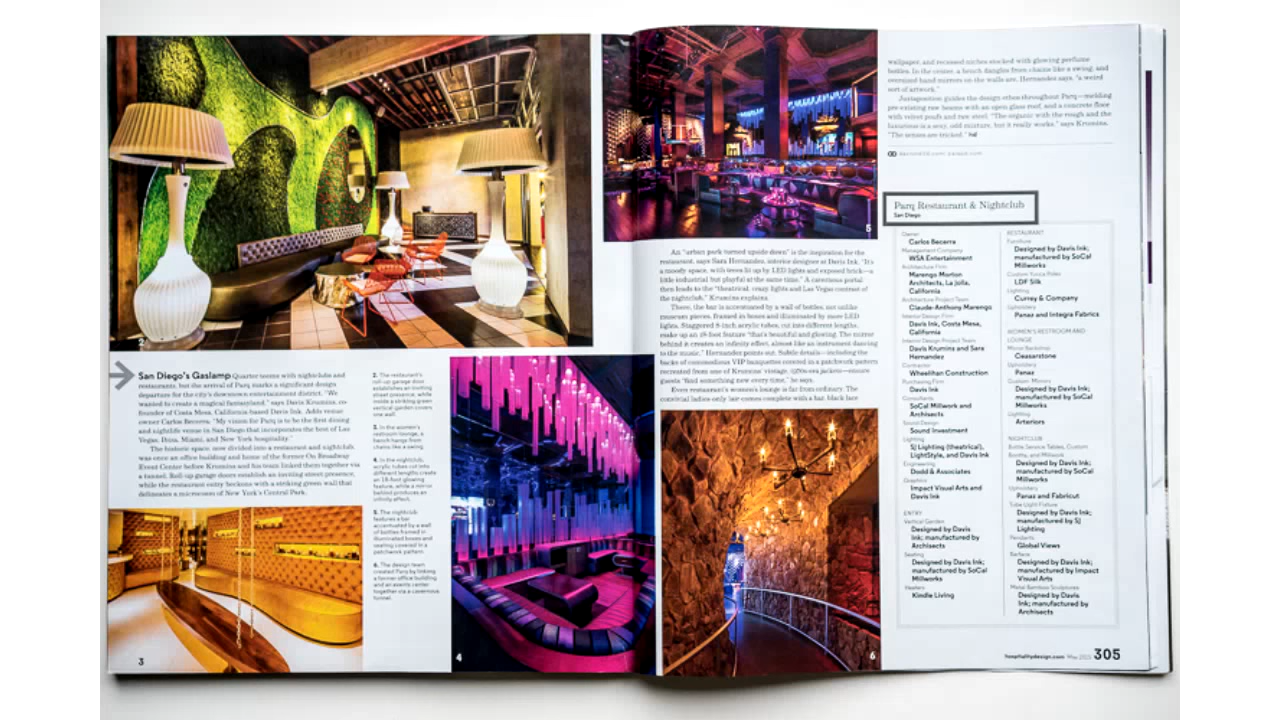 2
San Diego's Gaslamp Quarter teems with nightclubs and
restaurants, but the arrival of Parq marks a significant design
departure for the city's downtown entertainment district. "We
wanted to create a magical fantasyland," says Davis Krumins, co-
founder of Costa Mesa, California-based Davis Ink. Adds venue
owner Carlos Becerra: "My vision for Parq is to be the first dining
and nightlife venue in San Diego that incorporates the best of Las
Vegas, Ibiza, Miami, and New York hospitality."
The historic space, now divided into a restaurant and nightclub,
was once an office building and home of the former On Broadway
Event Center before Krumins and his team linked them together via
a tunnel. Roll-up garage doors establish an inviting street presence,
while the restaurant entry beckons with a striking green wall that
delineates a microcosm of New York's Central Park.
2. The restaurant's
roll-up garage door
establishes an inviting
street presence, while
inside a striking green
vertical garden covers
one wall.
3. In the women's
restroom lounge, a
bench hangs from
chains like a swing.
4. In the nightclub,
acrylic tubes cut into
different lengths create
an 18-foot glowing
feature, while a mirror
behind produces an
infinity effect.
5. The nightclub
features a bar
accentuated by a wall
of bottles framed in
illuminated boxes and
seating covered in a
patchwork pattern.
6. The design team
created Parq by linking
a former office building
and an events center
together via a cavernous
tunnel.
3
4
5
An "urban park turned upside down" is the inspiration for the
restaurant, says Sara Hernandez, interior designer at Davis Ink. "It's
a moody space, with trees lit up by LED lights and exposed brick—a
little industrial but playful at the same time." A cavernous portal
then leads to the "theatrical, crazy lights and Las Vegas contrast of
the nightclub," Krumins explains.
There, the bar is accentuated by a wall of bottles, not unlike
museum pieces, framed in boxes and illuminated by more LED
lights. Staggered 8-inch acrylic tubes, cut into different lengths,
make up an 18-foot feature "that's beautiful and glowing. The mirror
behind it creates an infinity effect, almost like an instrument dancing
to the music," Hernandez points out. Subtle details—including the
backs of commodious VIP banquettes covered in a patchwork pattern
recreated from one of Krumins' vintage, 1960s-era jackets—ensure
guests "find something new every time," he says.
Even restaurant's women's lounge is far from ordinary. The
convivial ladies-only lair comes complete with a bar, black lace
6
wallpaper, and recessed niches stocked with glowing perfume
bottles. In the center, a bench dangles from chains like a swing, and
oversized hand mirrors on the walls are, Hernandez says, "a weird
sort of artwork."
Juxtaposition guides the design ethos throughout Parq—melding
pre-existing raw beams with an open glass roof, and a concrete floor
with velvet poufs and raw steel. "The organic with the rough and the
luxurious is a sexy, odd mixture, but it really works," says Krumins.
"The senses are tricked." hd
Parq Restaurant & Nightclub
San Diego
Owner
Carlos Becerra
Management Company
WSA Entertainment
Architecture Firm
Marengo Morton
Architects, La Jolla,
California
Architecture Project Team
Claude-Anthony Marengo
Interior Design Firm
Davis Ink, Costa Mesa,
California
Interior Design Project Team
Davis Krumins and Sara
Hernandez
Contractor
Wheelihan Construction
Purchasing Firm
Davis Ink
Consultants
SoCal Millwork and
Architects
Sound Design
Sound Investment
Lighting
SJ Lighting (theatrical),
LightStyle, and Davis Ink
Engineering
Dodd & Associates
Graphics
Impact Visual Arts and
Davis Ink
ENTRY
Vertical Garden
Designed by Davis
Ink; manufactured by
Architects
Seating
Designed by Davis Ink;
manufactured by SoCal
Millworks
Heaters
Kindle Living
RESTAURANT
Furniture
Designed by Davis Ink;
manufactured by SoCal
Millworks
LDF Silk
Lighting
Currey & Company
Upholstery
Panaz and Integra Fabrics
WOMEN'S RESTROOM AND
LOUNGE
Mirror Backdrop
Ceasarstone
Upholstery
Panaz
Custom Mirrors
Designed by Davis Ink;
manufactured by SoCal
Millworks
Lighting
Arteriors
NIGHTCLUB
Bottle Service Tables, Custom
Booths, and Millwork
Designed by Davis Ink;
manufactured by SoCal
Millworks
Upholstery
Panaz and Fabricut
Tube Light Fixture
Designed by Davis Ink;
manufactured by SJ
Lighting
Pendants
Global Views
Surface
Designed by Davis Ink;
manufactured by Impact
Visual Arts
Metal Bamboo Sculptures
Designed by Davis
Ink; manufactured by
Architects
hospitalitydesign.com May 2015 305